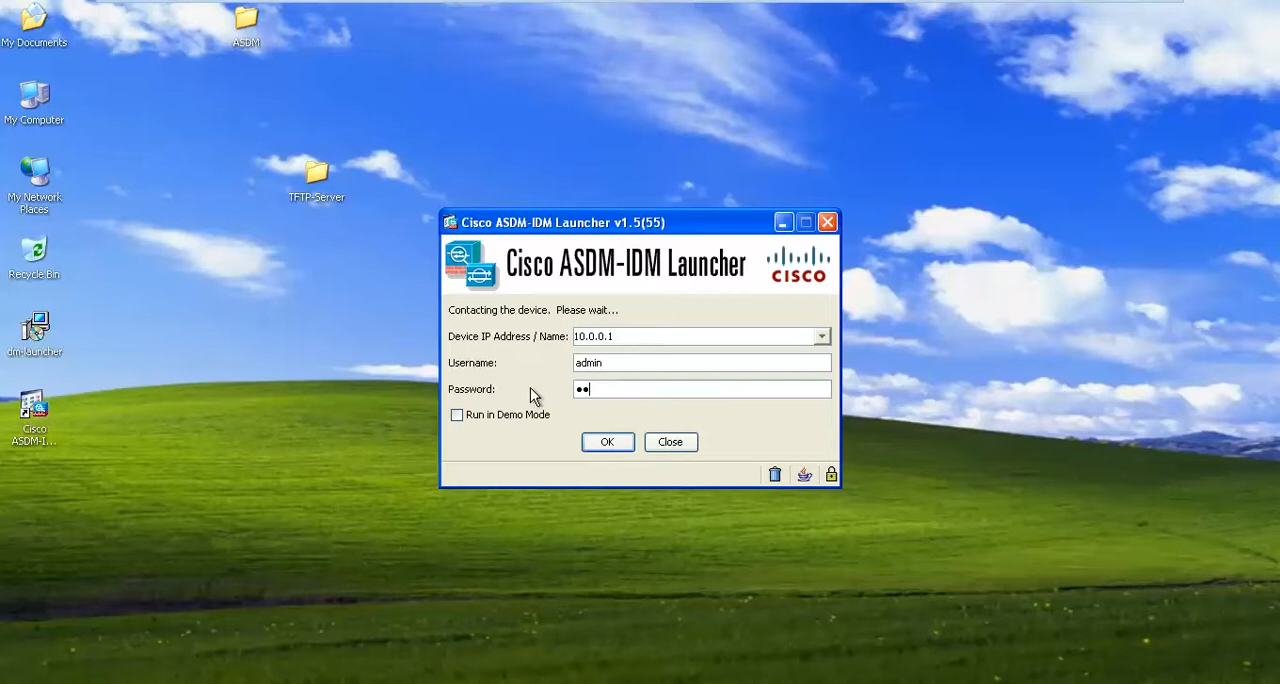 My Documents
ASDM
My Computer
My Network
Places
TFTP-Server
Recycle Bin
dm-launcher
Cisco
ASDM-I...
Cisco ASDM-IDM Launcher v1.5(55)
Cisco ASDM-IDM Launcher
CISCO
Contacting the device. Please wait...
Device IP Address / Name: 10.0.0.1
Username: admin
Password: ●●
Run in Demo Mode
OK Close